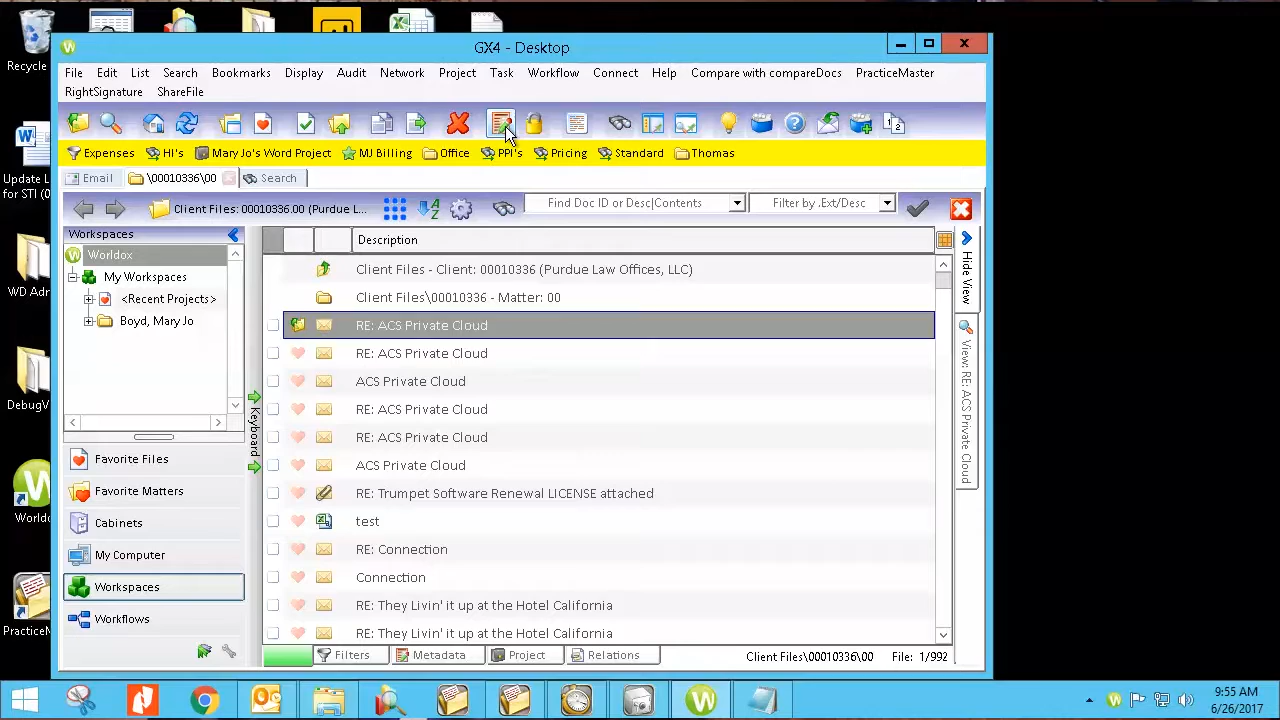 Recycle
Update L
for STI (0
WD Adr
DebugV
Worldo
PracticeM
GX4 - Desktop
File Edit List Search Bookmarks Display Audit Network Project Task Workflow Connect Help Compare with compareDocs PracticeMaster
RightSignature ShareFile
Expenses HI's Mary Jo's Word Project MJ Billing Office PPI's Pricing Standard Thomas
Email \00010336\00 Search
Client Files: 00010336.00 (Purdue L... Find Doc ID or Desc|Contents Filter by .Ext/Desc
Workspaces
Worldox
My Workspaces
<Recent Projects>
Boyd, Mary Jo
Favorite Files
Favorite Matters
Cabinets
My Computer
Workspaces
Workflows
Keyboard
Description
Client Files - Client: 00010336 (Purdue Law Offices, LLC)
Client Files\00010336 - Matter: 00
RE: ACS Private Cloud
RE: ACS Private Cloud
ACS Private Cloud
RE: ACS Private Cloud
RE: ACS Private Cloud
ACS Private Cloud
RE: Trumpet Software Renewal LICENSE attached
test
RE: Connection
Connection
RE: They Livin' it up at the Hotel California
RE: They Livin' it up at the Hotel California
Hide View
View: RE: ACS Private Cloud
Filters Metadata Project Relations Client Files\00010336\00 File: 1/992
9:55 AM
6/26/2017